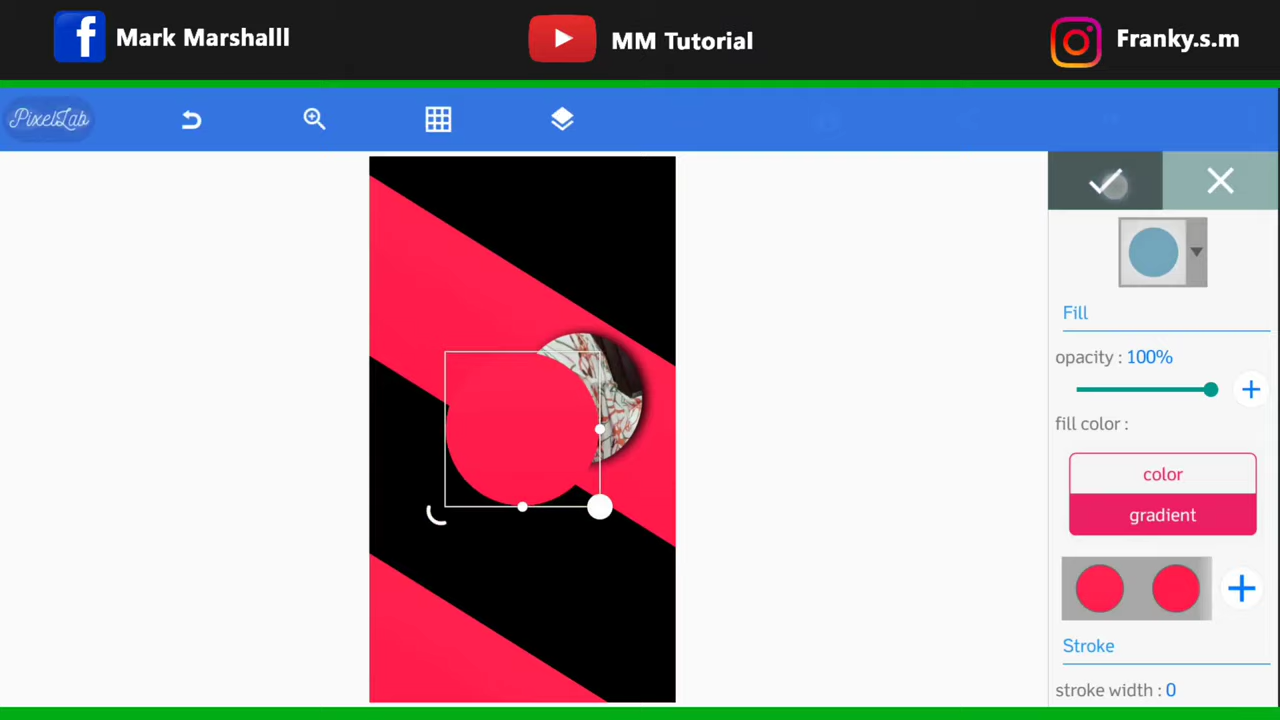 Mark Marshalll
MM Tutorial
Franky.s.m
PixelLab
Fill
opacity : 100%
fill color :
color
gradient
Stroke
stroke width : 0